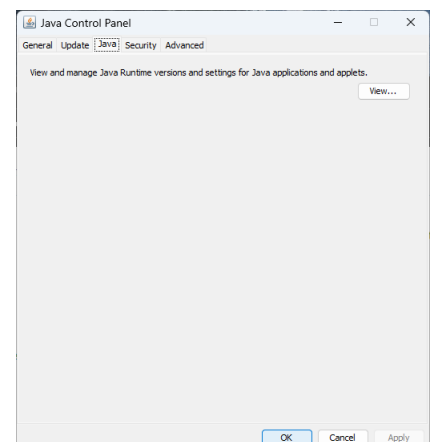 Java Control Panel
General Update Java Security Advanced
View and manage Java Runtime versions and settings for Java applications and applets.
View...
OK Cancel Apply